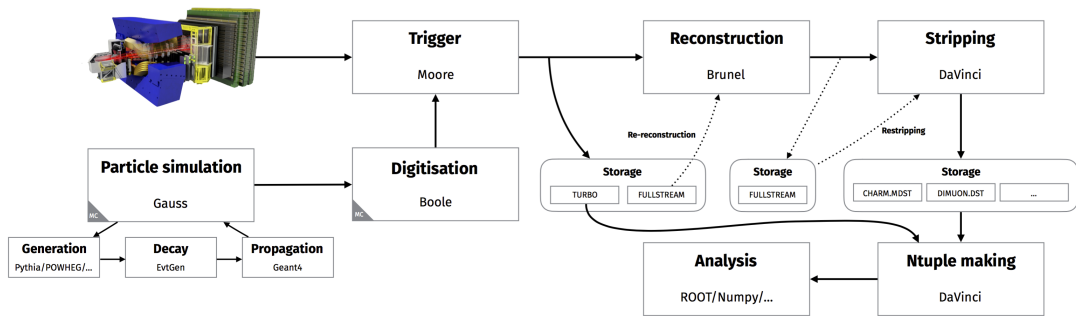 Trigger
Moore
Reconstruction
Brunel
Stripping
DaVinci
Re-reconstruction
Restripping
Particle simulation
Gauss
MC
Digitisation
Boole
MC
Storage
TURBO
FULLSTREAM
Storage
FULLSTREAM
Storage
CHARM.MDST
DIMUON.DST
...
Generation
Pythia/POWHEG/...
Decay
EvtGen
Propagation
Geant4
Analysis
ROOT/Numpy/...
Ntuple making
DaVinci